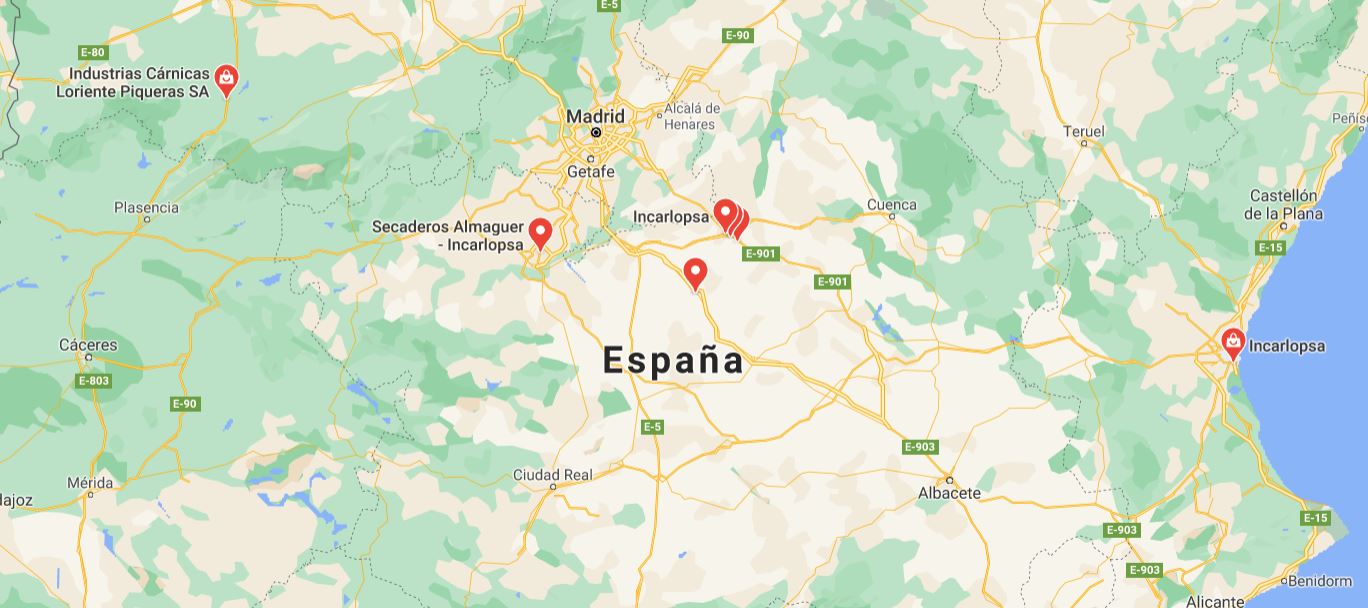 E-5
E-90
E-80
Industrias Cárnicas
Loriente Piqueras SA
Madrid
Alcalá de
Henares
Teruel
Getafe
Plasencia
Castellón
de la Plana
Cuenca
Incarlopsa
Secaderos Almaguer
- Incarlopsa
E-15
E-901
E-901
Cáceres
Incarlopsa
España
E-803
E-90
E-5
E-903
Ciudad Real
Mérida
Albacete
E-15
E-903
E-903
Benidorm
Alicante